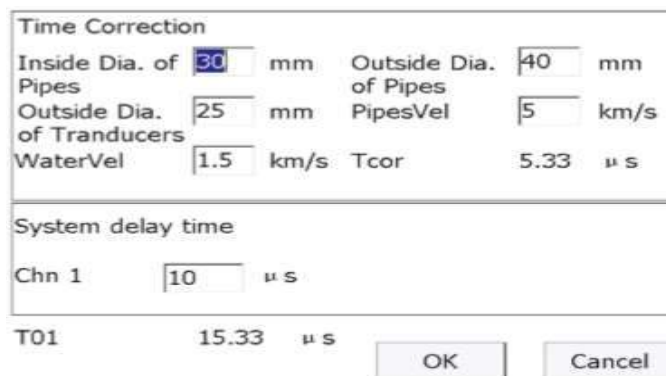 Time Correction
Inside Dia. of Pipes 30 mm Outside Dia. of Pipes 40 mm
Outside Dia. of Tranducers 25 mm PipesVel 5 km/s
WaterVel 1.5 km/s Tcor 5.33 μs
System delay time
Chn 1 10 μs
T01 15.33 μs
OK Cancel